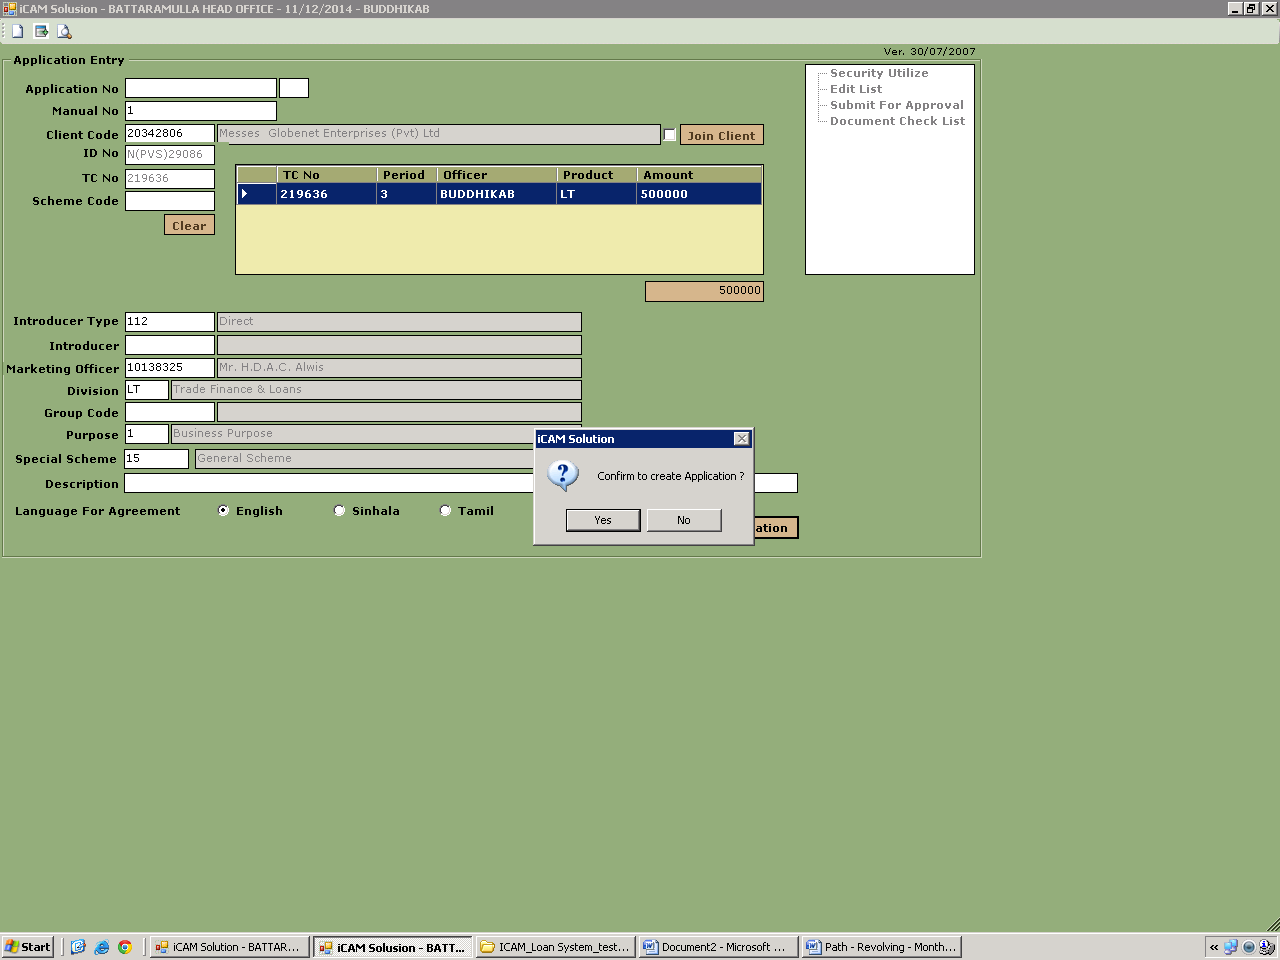 iCAM Solusion - BATTARAMULLA HEAD OFFICE - 11/12/2014 - BUDDHIKAB
Ver. 30/07/2007
Application Entry
Application No
Manual No 1
Client Code 20342806 Messes  Globenet Enterprises (Pvt) Ltd Join Client
ID No N(PVS)29086
TC No 219636
Scheme Code
Clear
TC No Period Officer Product Amount
219636 3 BUDDHIKAB LT 500000
500000
Security Utilize
Edit List
Submit For Approval
Document Check List
Introducer Type 112 Direct
Introducer
Marketing Officer 10138325 Mr. H.D.A.C. Alwis
Division LT Trade Finance & Loans
Group Code
Purpose 1 Business Purpose
Special Scheme 15 General Scheme
Description
Language For Agreement English Sinhala Tamil
ation
iCAM Solution
Confirm to create Application ?
Yes No
Start iCAM Solution - BATTAR... iCAM Solusion - BATT... ICAM_Loan System_test... Document2 - Microsoft ... Path - Revolving - Month... «